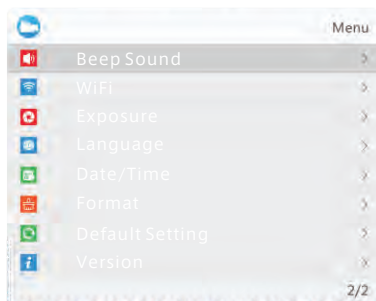 Menu
Beep Sound
WiFi
Exposure
Language
Date/Time
Format
Default Setting
Version
2/2